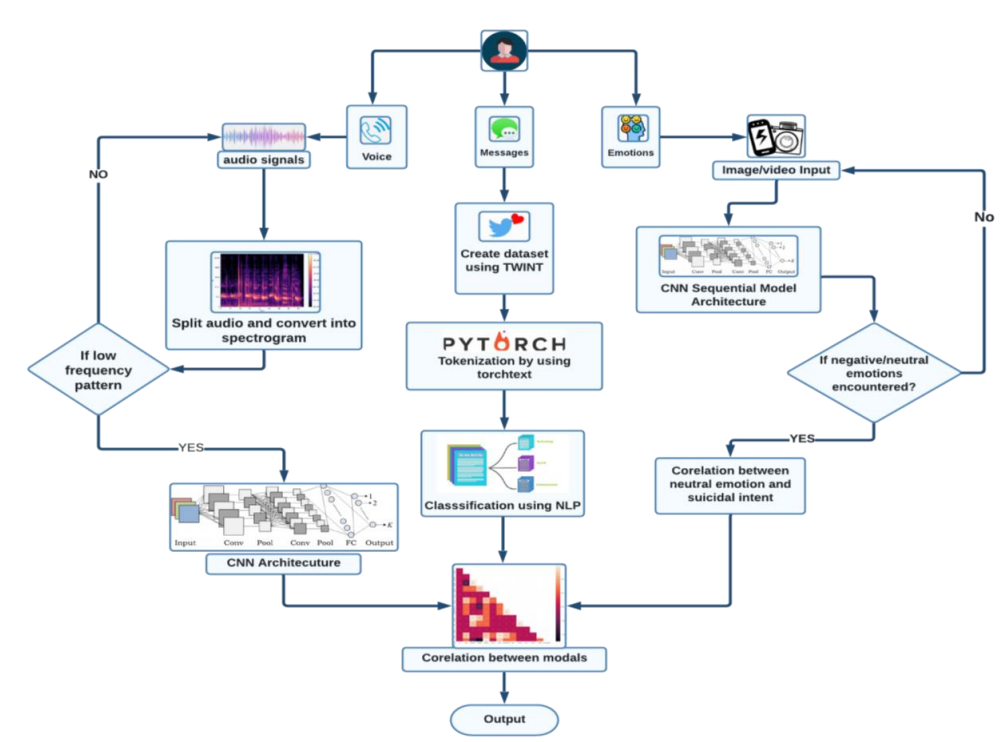 Voice
Messages
Emotions
audio signals
Image/video Input
NO
No
Create dataset
using TWINT
Input
Conv
Pool
Conv
Pool
FC
Output
CNN Sequential Model
Architecture
Split audio and convert into
spectrogram
PYTORCH
Tokenization by using
torchtext
If low
frequency
pattern
If negative/neutral
emotions
encountered?
YES
YES
Classsification using NLP
Corelation between
neutral emotion and
suicidal intent
1
2
K
Input
Conv
Pool
Conv
Pool
FC
Output
CNN Architecuture
Corelation between modals
Output